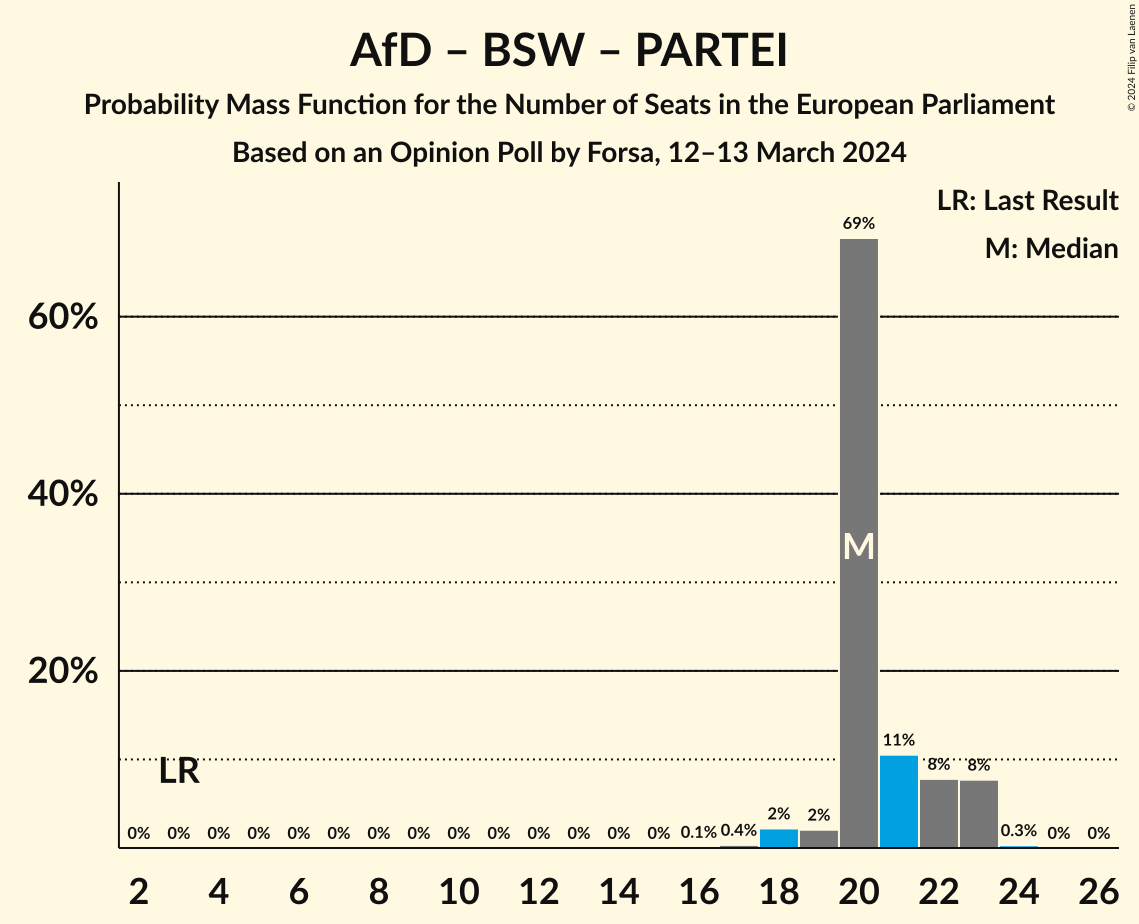 AfD – BSW – PARTEI
Probability Mass Function for the Number of Seats in the European Parliament
Based on an Opinion Poll by Forsa, 12–13 March 2024
© 2024 Filip van Laenen
LR: Last Result
M: Median
69%
60%
40%
M
20%
11%
8% 8%
LR
0% 0% 0% 0% 0% 0% 0% 0% 0% 0% 0% 0% 0% 0% 0.1% 0.4% 2% 2% 0.3% 0% 0%
2 4 6 8 10 12 14 16 18 20 22 24 26